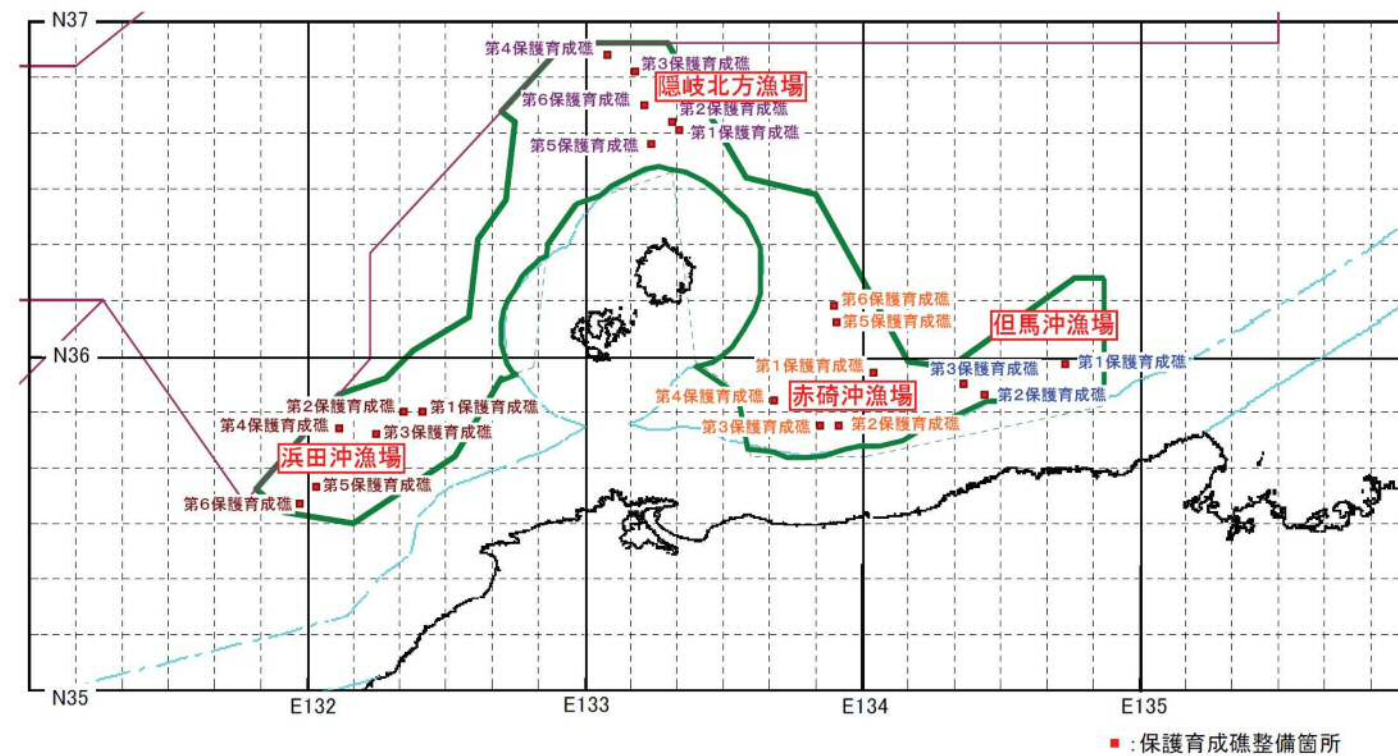 N37
第4保護育成礁
第3保護育成礁
隠岐北方漁場
第6保護育成礁
第2保護育成礁
第1保護育成礁
第5保護育成礁
第6保護育成礁
第5保護育成礁
但馬沖漁場
N36
第1保護育成礁
第1保護育成礁
第3保護育成礁
第4保護育成礁
赤碕沖漁場
第2保護育成礁
第3保護育成礁
第2保護育成礁
第2保護育成礁
第1保護育成礁
第4保護育成礁
第3保護育成礁
浜田沖漁場
第5保護育成礁
第6保護育成礁
N35
E132
E133
E134
E135
■:保護育成礁整備箇所